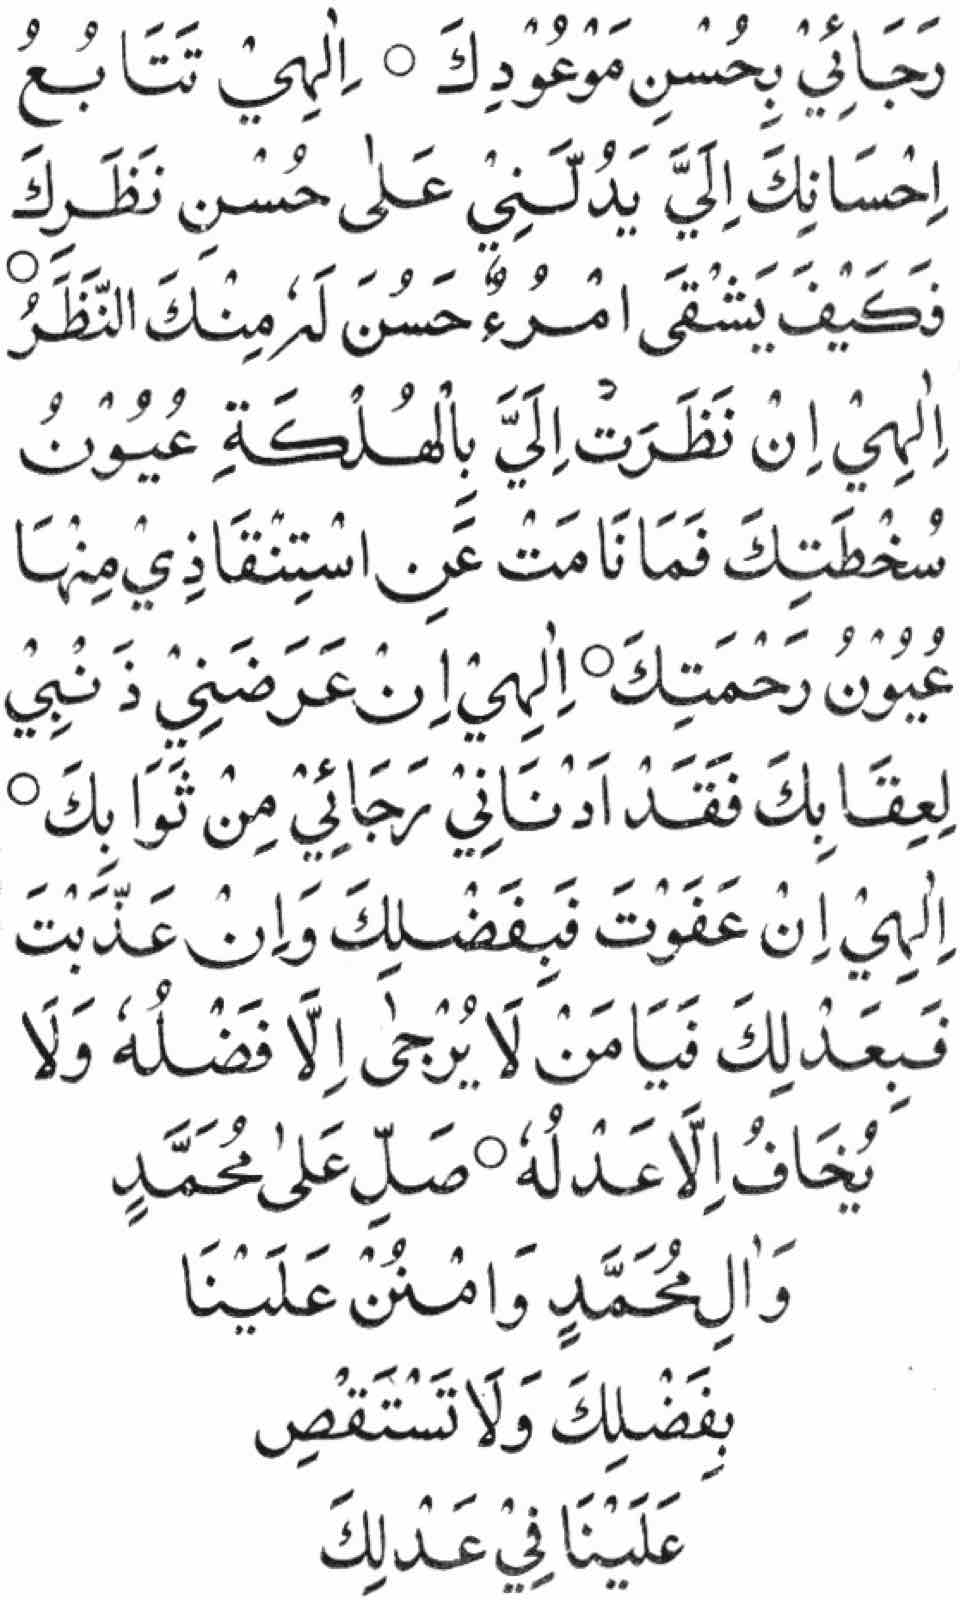 رَجَائِيْ بِحُسْنِ مَوْعُوْدِكَ ○ اِلٰهِيْ تَتَابُعُ
اِحْسَانِكَ اِلَيَّ يَدُلُّنِيْ عَلٰى حُسْنِ نَظَرِكَ ○
فَكَيْفَ يَشْقَى امْرُءٌ حَسُنَ لَهٗ مِنْكَ النَّظَرُ
اِلٰهِيْ اِنْ نَظَرَتْ اِلَيَّ بِالْهُلْكَةِ عُيُوْنُ
سُخْطَتِكَ فَمَا نَامَتْ عَنِ اسْتِنْقَاذِيْ مِنْهَا
عُيُوْنُ رَحْمَتِكَ ○ اِلٰهِيْ اِنْ عَرَضَنِيْ ذَنْبِيْ
لِعِقَابِكَ فَقَدْ اَدْنَانِيْ رَجَائِيْ مِنْ ثَوَابِكَ ○
اِلٰهِيْ اِنْ عَفَوْتَ فَبِفَضْلِكَ وَاِنْ عَذَّبْتَ
فَبِعَدْلِكَ فَيَا مَنْ لَا يُرْجٰى اِلَّا فَضْلُهٗ وَلَا
يُخَافُ اِلَّا عَدْلُهٗ ○ صَلِّ عَلٰى مُحَمَّدٍ
وَاٰلِ مُحَمَّدٍ وَامْنُنْ عَلَيْنَا
بِفَضْلِكَ وَلَا تَسْتَقْصِ
عَلَيْنَا فِيْ عَدْلِكَ